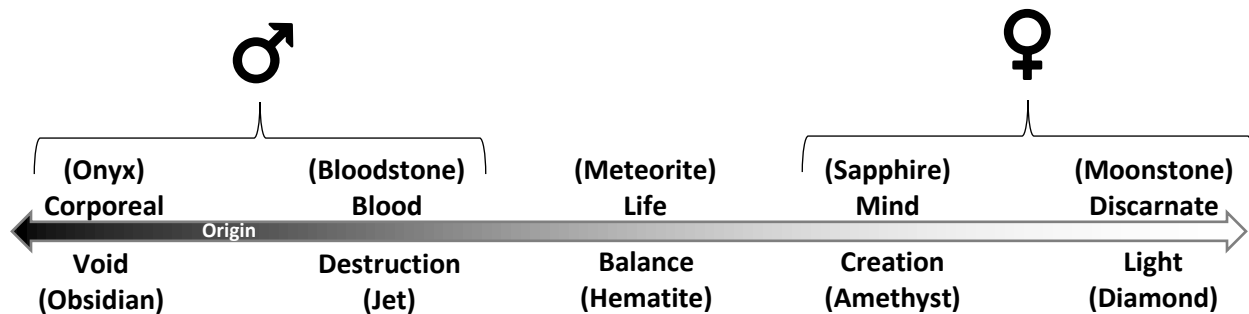 (Onyx) (Bloodstone) (Meteorite) (Sapphire) (Moonstone)
Corporeal Blood Life Mind Discarnate
Origin
Void Destruction Balance Creation Light
(Obsidian) (Jet) (Hematite) (Amethyst) (Diamond)